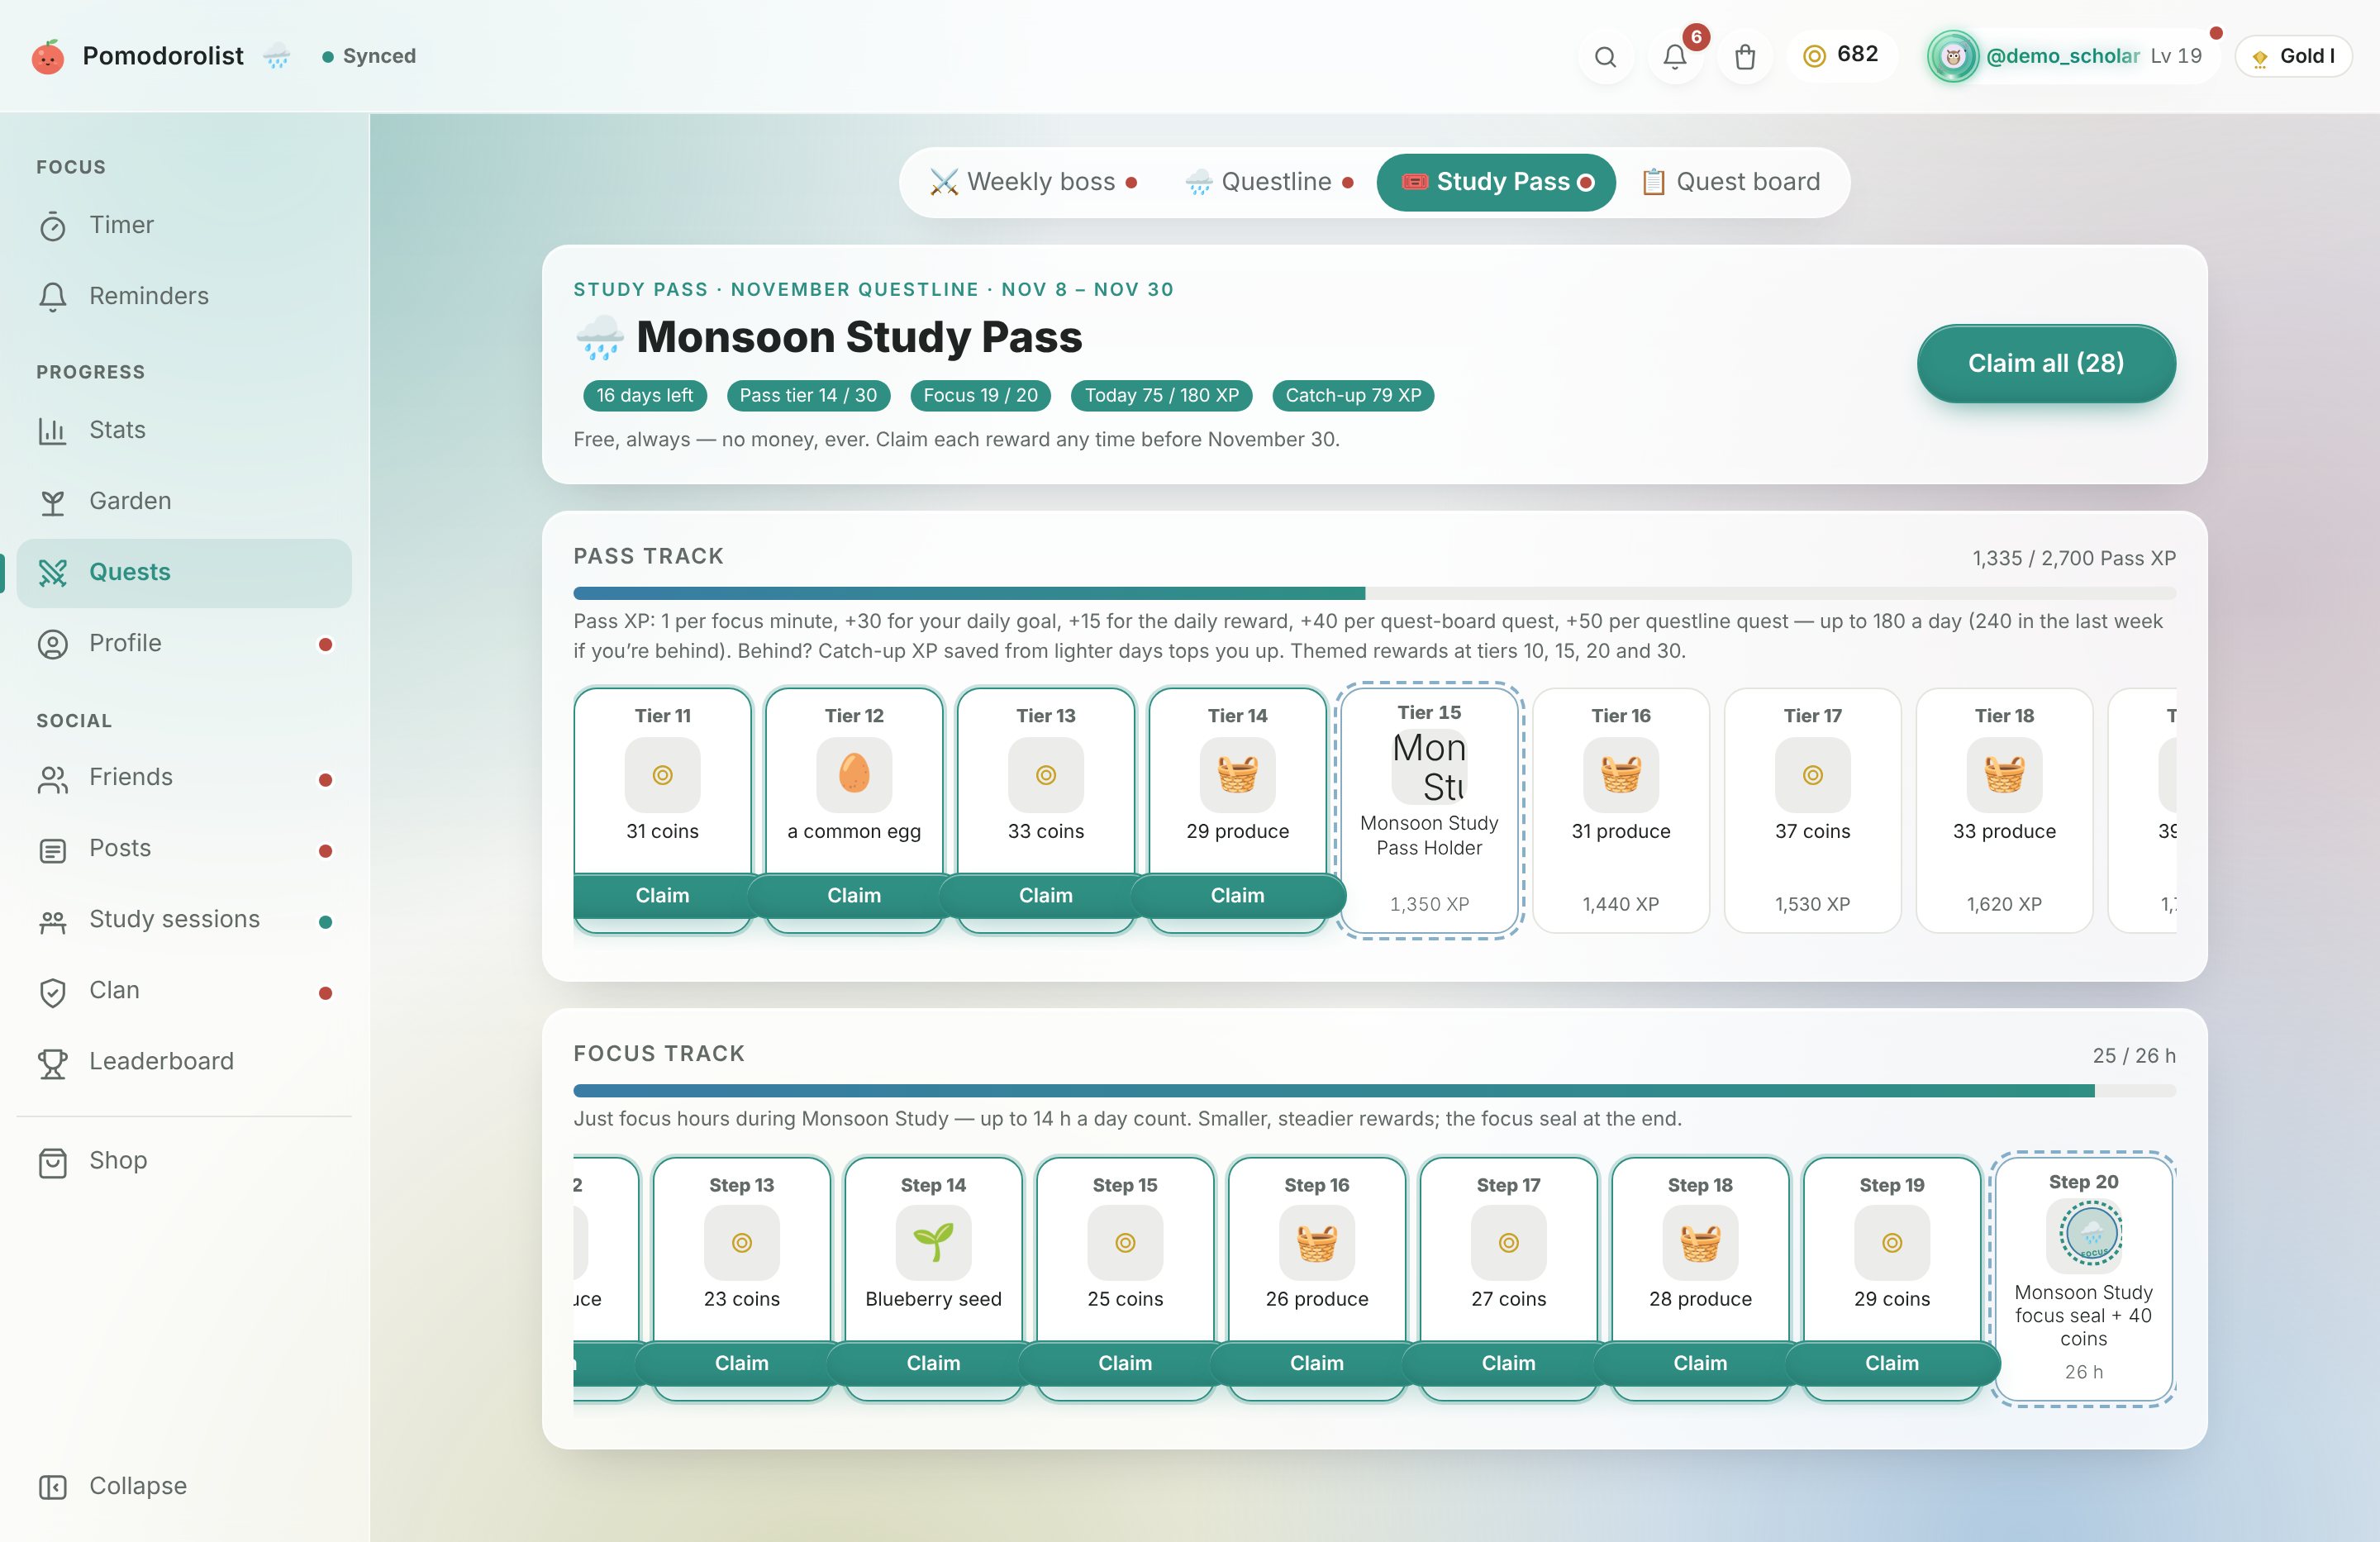 Pomodorolist
Synced
6
682
@demo_scholar Lv 19
Gold I
FOCUS
Timer
Reminders
PROGRESS
Stats
Garden
Quests
Profile
SOCIAL
Friends
Posts
Study sessions
Clan
Leaderboard
Shop
Collapse
Weekly boss
Questline
Study Pass
Quest board
STUDY PASS · NOVEMBER QUESTLINE · NOV 8 – NOV 30
Monsoon Study Pass
16 days left
Pass tier 14 / 30
Focus 19 / 20
Today 75 / 180 XP
Catch-up 79 XP
Free, always — no money, ever. Claim each reward any time before November 30.
Claim all (28)
PASS TRACK
1,335 / 2,700 Pass XP
Pass XP: 1 per focus minute, +30 for your daily goal, +15 for the daily reward, +40 per quest-board quest, +50 per questline quest — up to 180 a day (240 in the last week
if you're behind). Behind? Catch-up XP saved from lighter days tops you up. Themed rewards at tiers 10, 15, 20 and 30.
Tier 11
31 coins
Claim
Tier 12
a common egg
Claim
Tier 13
33 coins
Claim
Tier 14
29 produce
Claim
Tier 15
Mon
Stu
Monsoon Study
Pass Holder
1,350 XP
Tier 16
31 produce
1,440 XP
Tier 17
37 coins
1,530 XP
Tier 18
33 produce
1,620 XP
39
FOCUS TRACK
25 / 26 h
Just focus hours during Monsoon Study — up to 14 h a day count. Smaller, steadier rewards; the focus seal at the end.
2
uce
Step 13
23 coins
Claim
Step 14
Blueberry seed
Claim
Step 15
25 coins
Claim
Step 16
26 produce
Claim
Step 17
27 coins
Claim
Step 18
28 produce
Claim
Step 19
29 coins
Claim
Step 20
FOCUS
Monsoon Study
focus seal + 40
coins
26 h